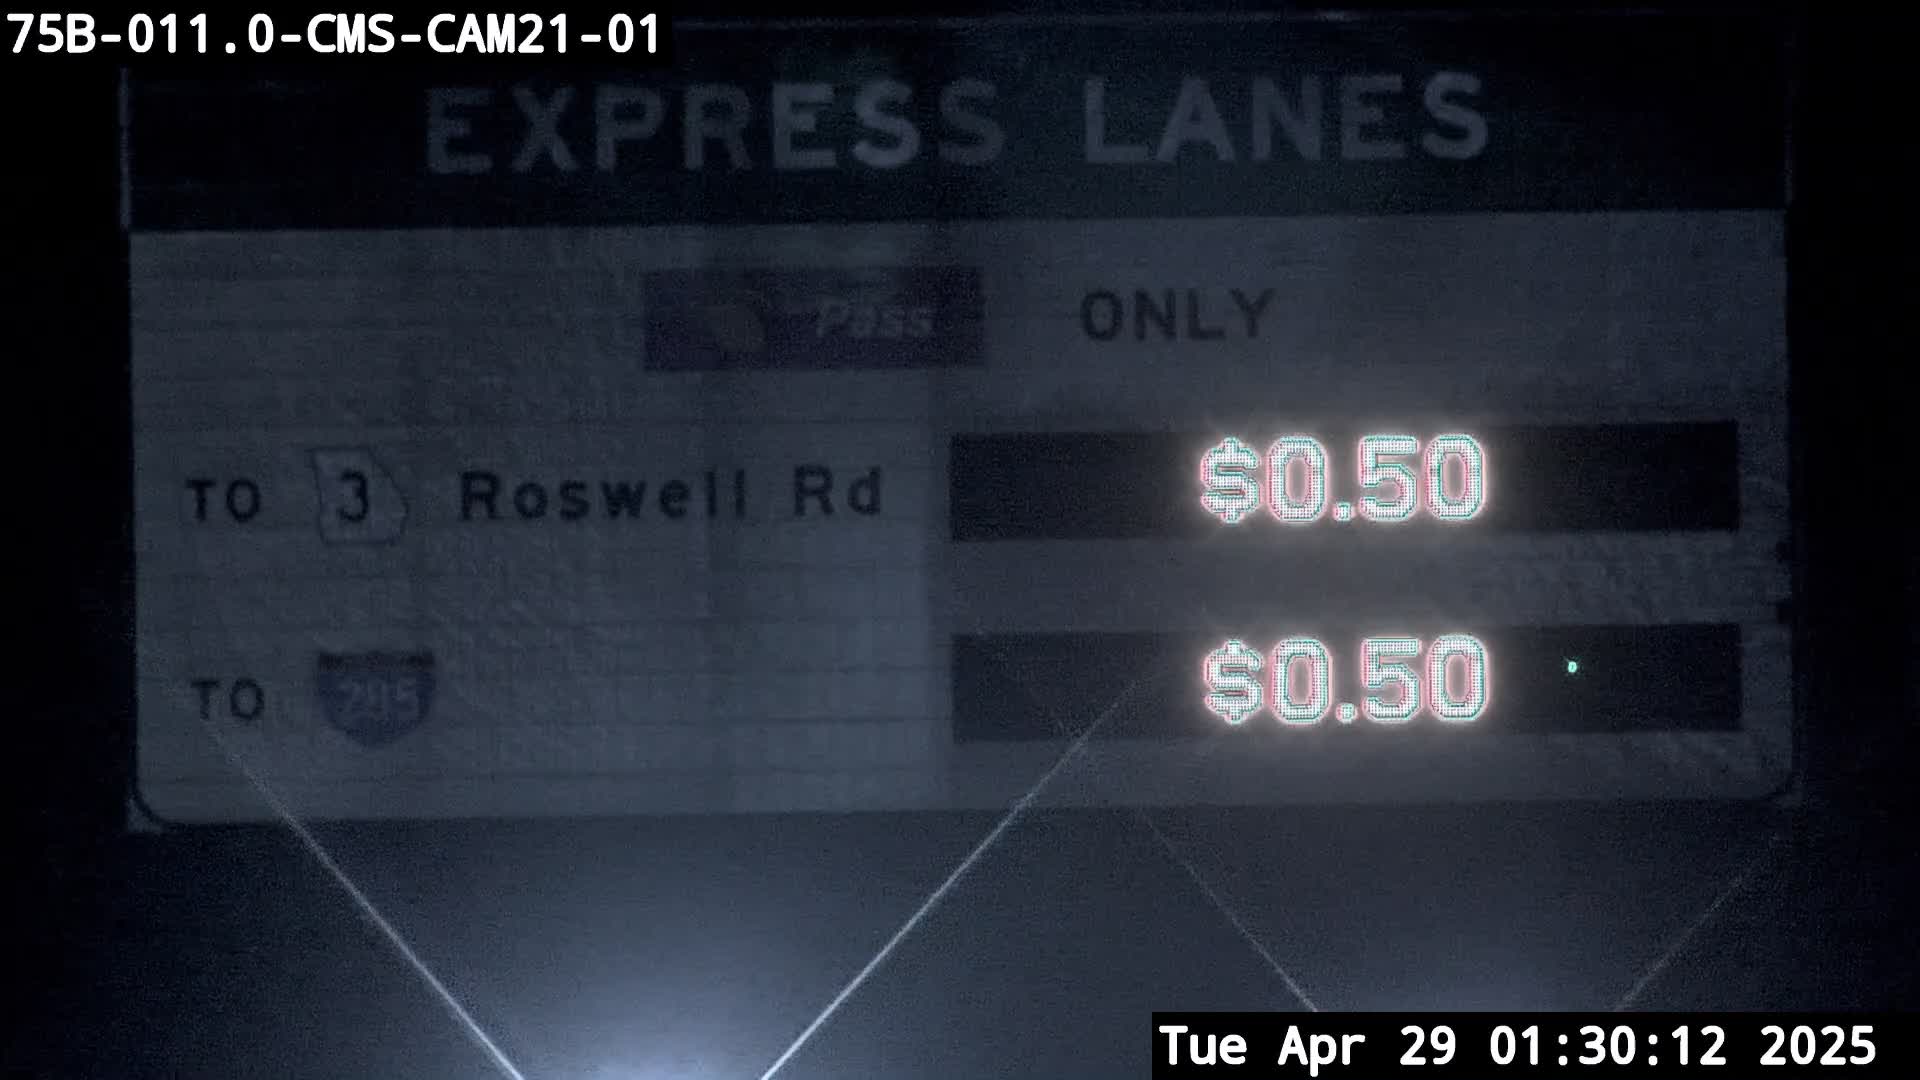 75B-011.0-CMS-CAM21-01
EXPRESS LANES
Pass ONLY
TO 3 Roswell Rd $0.50
TO 285 $0.50
Tue Apr 29 01:30:12 2025